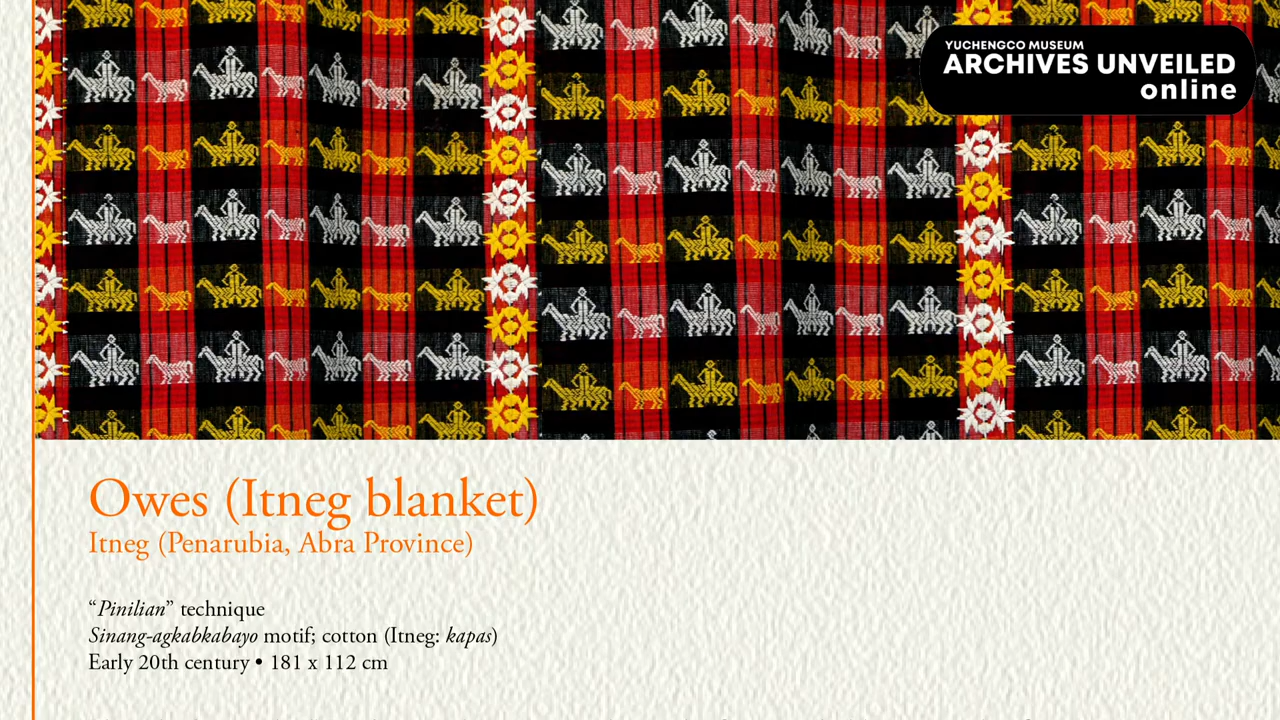 YUCHENGCO MUSEUM
ARCHIVES UNVEILED
online
Owes (Itneg blanket)
Itneg (Penarubia, Abra Province)
“Pinilian” technique
Sinang-agkabkabayo motif; cotton (Itneg: kapas)
Early 20th century • 181 x 112 cm